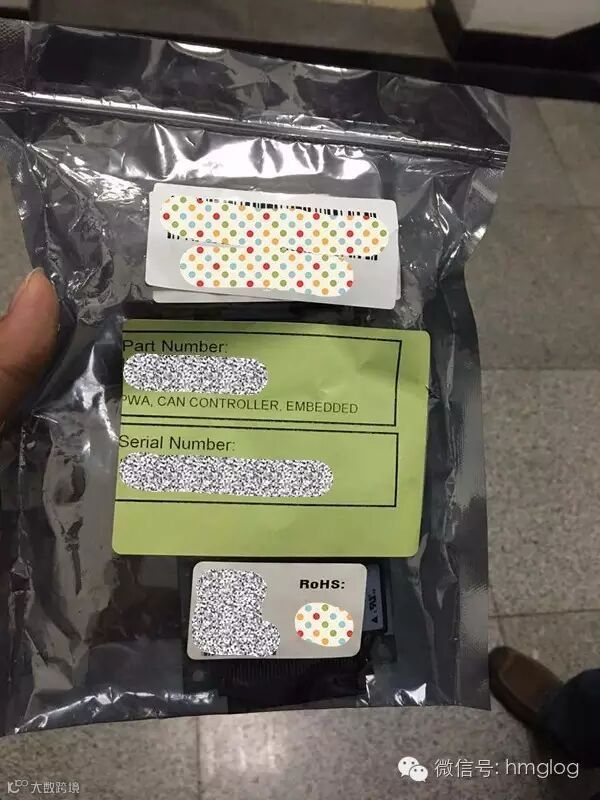 Part Number:
PWA, CAN CONTROLLER, EMBEDDED
Serial Number:
RoHS:
微信号: hmglog
大数跨境